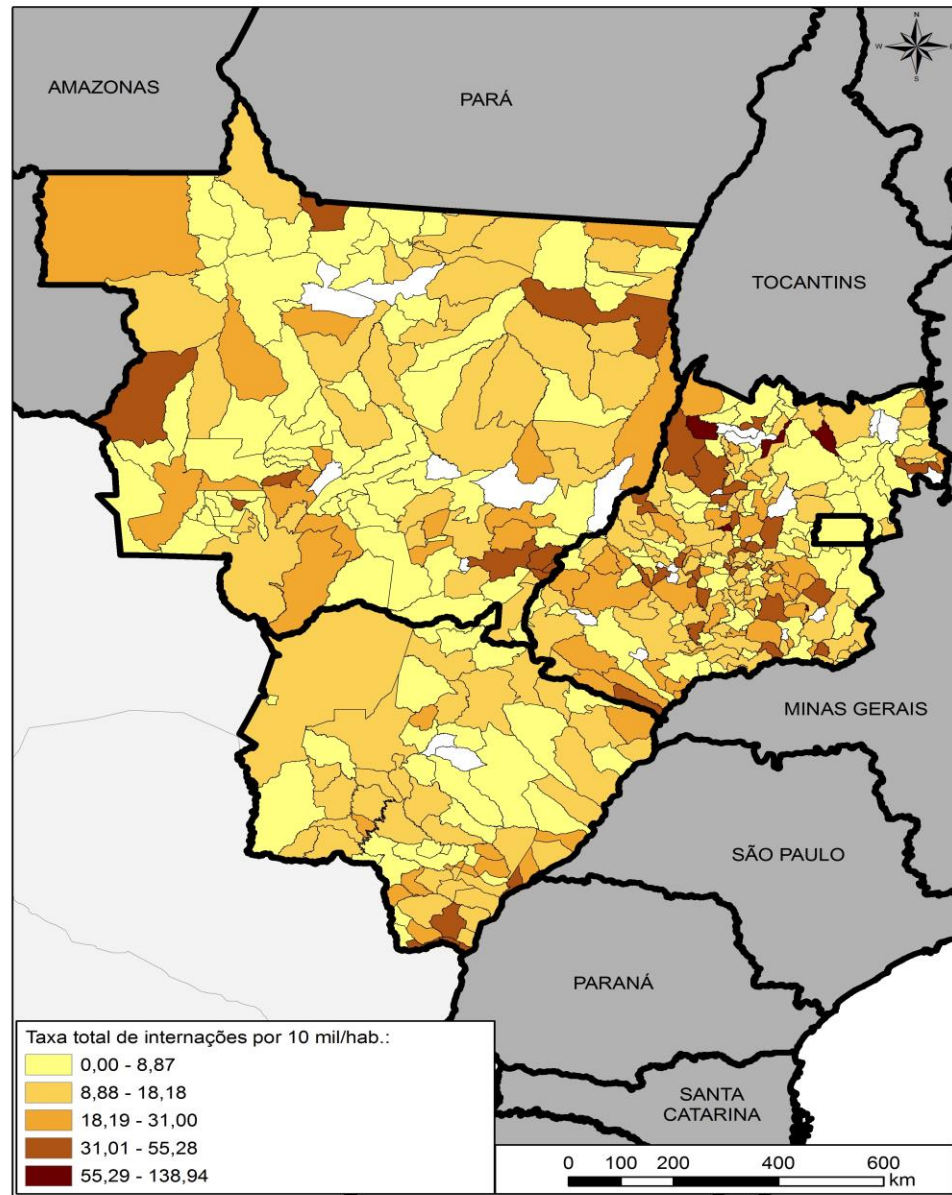 N
W
S
AMAZONAS
PARÁ
TOCANTINS
MINAS GERAIS
SÃO PAULO
PARANÁ
SANTA
CATARINA
Taxa total de internações por 10 mil/hab.:
0,00 - 8,87
8,88 - 18,18
18,19 - 31,00
31,01 - 55,28
55,29 - 138,94
0 100 200 400 600
km